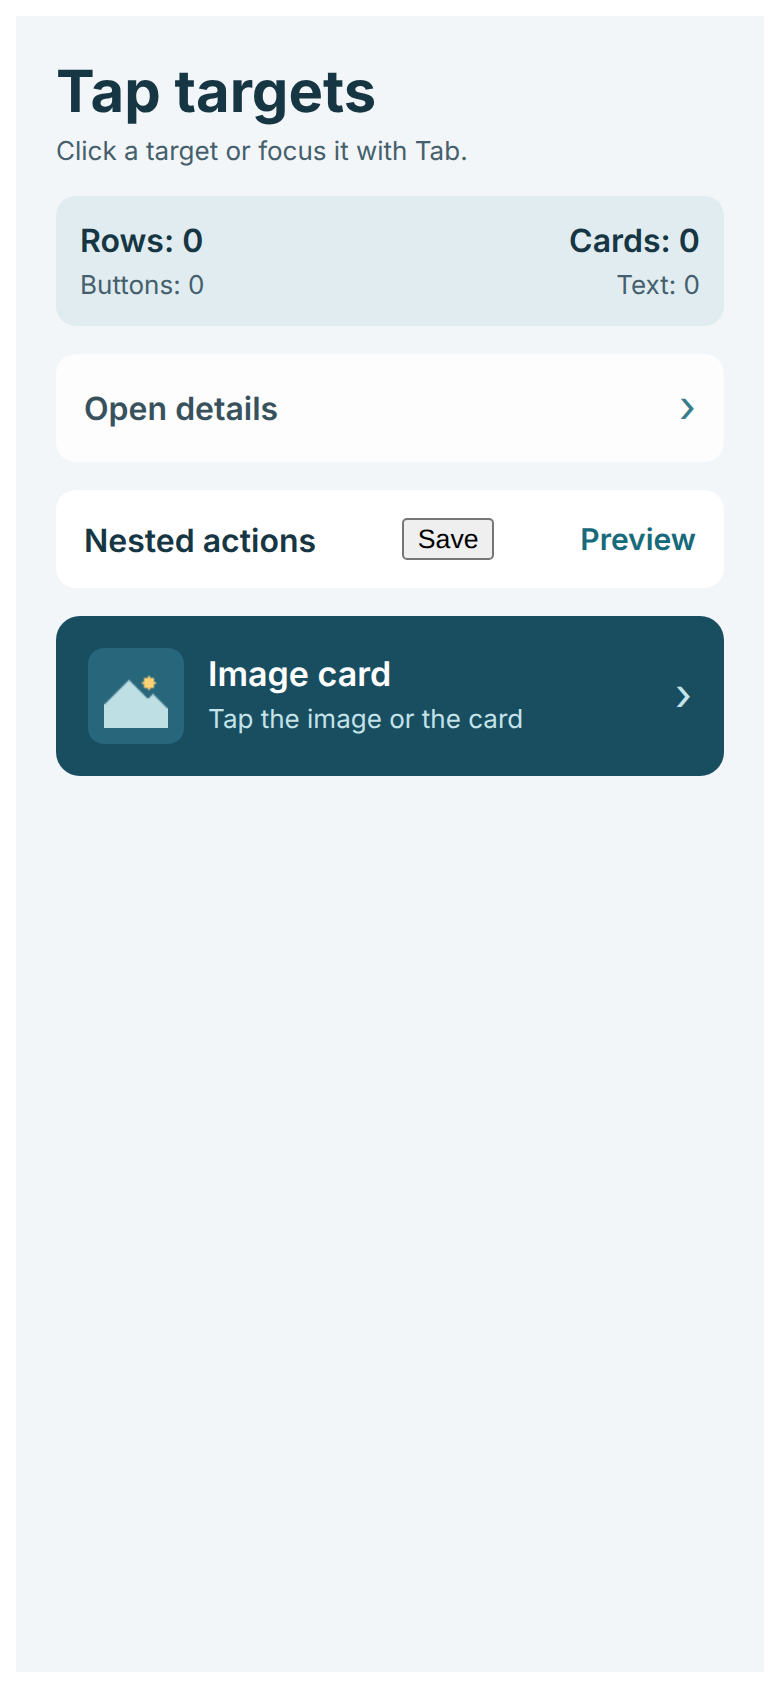 Tap targets
Click a target or focus it with Tab.
Rows: 0 Cards: 0
Buttons: 0 Text: 0
Open details ›
Nested actions Save Preview
Image card
Tap the image or the card ›